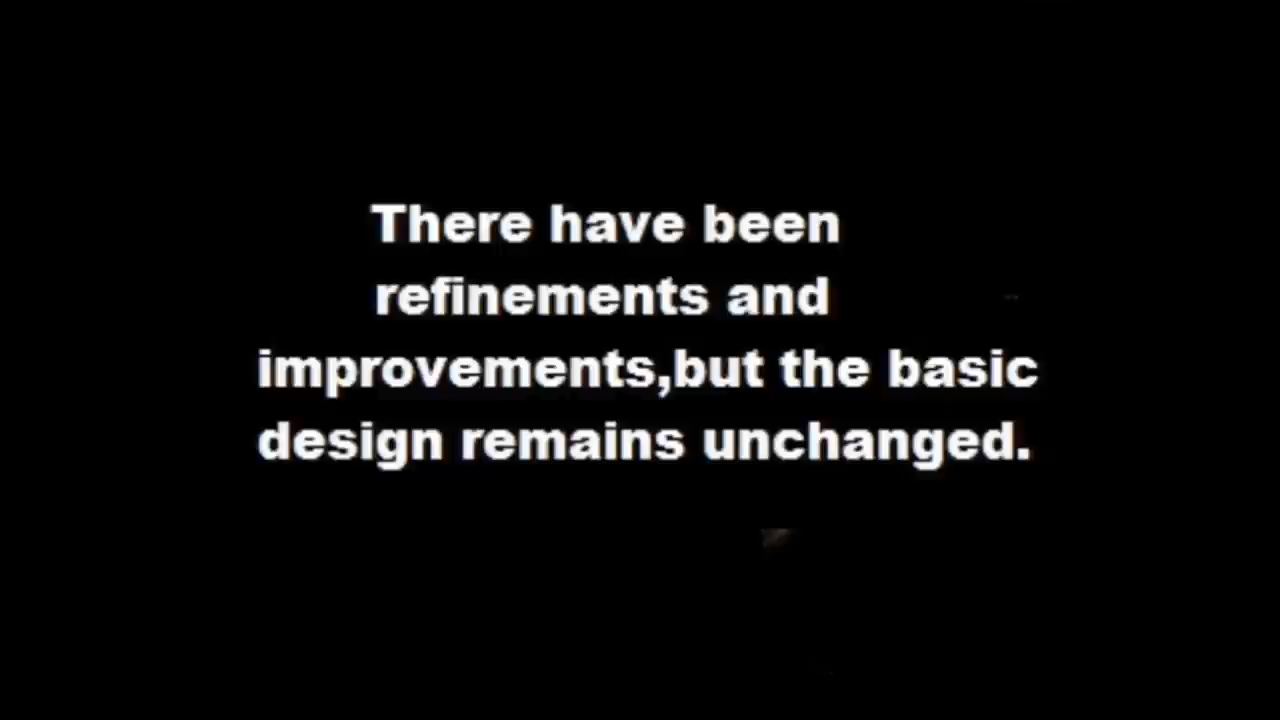 There have been
refinements and
improvements,but the basic
design remains unchanged.